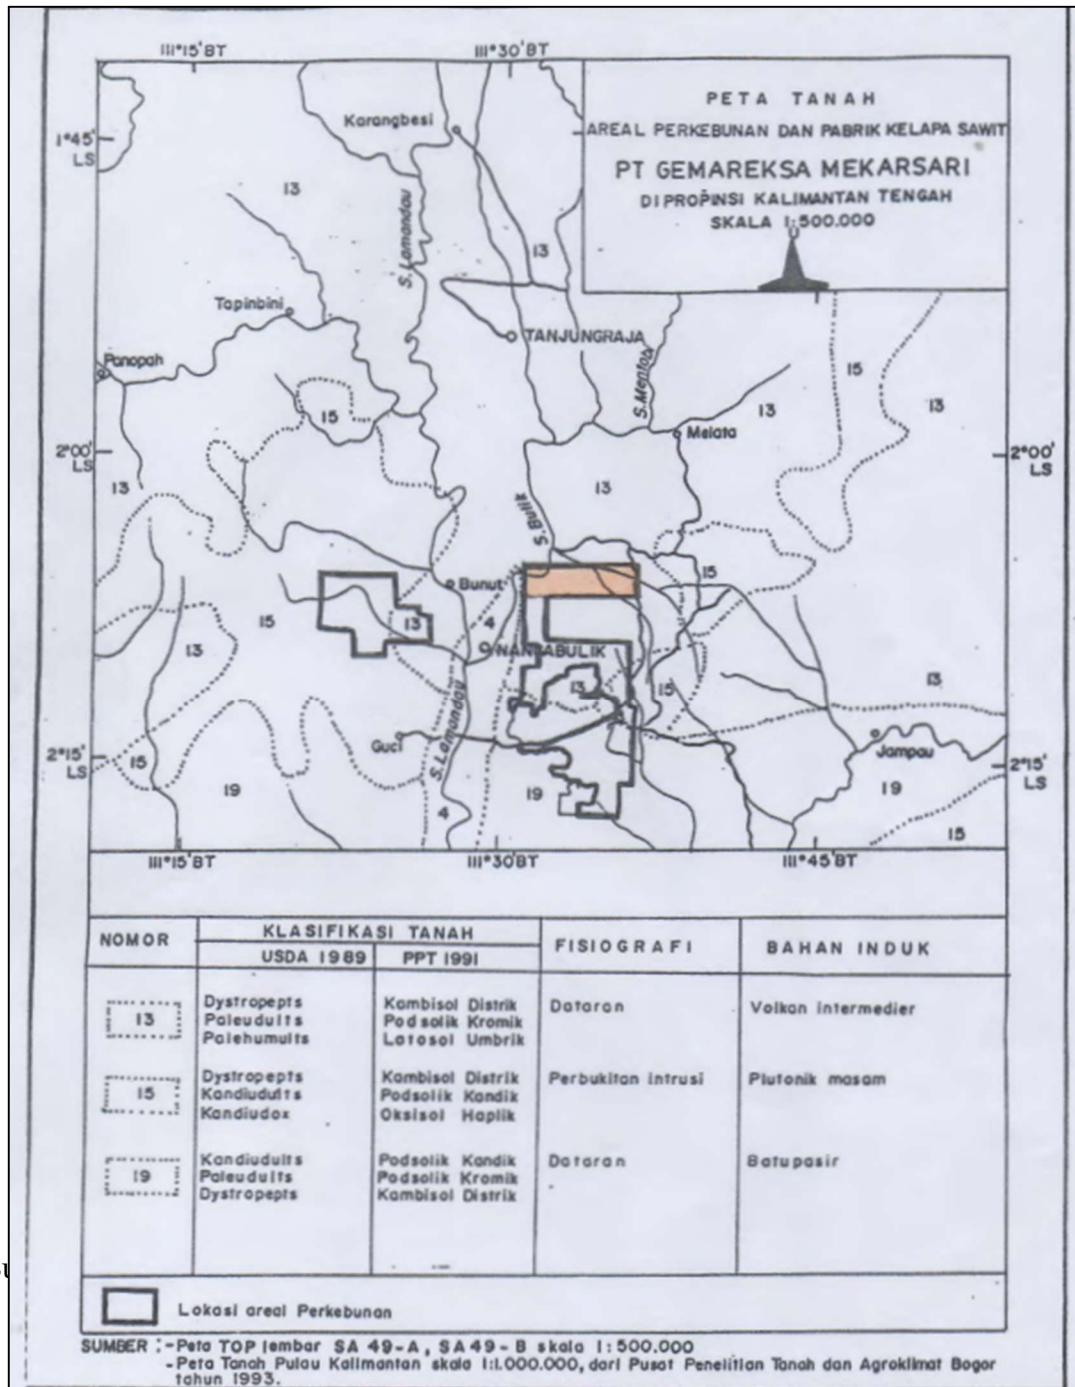 111°15'BT
111°30'BT
PETA TANAH
AREAL PERKEBUNAN DAN PABRIK KELAPA SAWIT
PT GEMAREKSA MEKARSARI
DI PROPINSI KALIMANTAN TENGAH
SKALA 1:500.000
U
Karangbesi
1°45'
LS
13
S. Lamandau
13
Tapinbini
TANJUNGRAJA
Panopah
S. Mentob
15
15
13
13
Melata
2°00'
LS
2°00'
LS
13
13
S. Bulik
15
Bunut
15
13
4
NANGABULIK
13
13
15
13
S. Lamandau
Guci
Jampau
2°15'
LS
15
2°15'
LS
19
19
19
4
15
111°15'BT
111°30'BT
111°45'BT
NOMOR
KLASIFIKASI TANAH
FISIOGRAFI
BAHAN INDUK
USDA 1989
PPT 1991
13
Dystropepts
Paleudults
Palehumults
Kambisol Distrik
Podsolik Kromik
Latosol Umbrik
Dataran
Volkan intermedier
15
Dystropepts
Kandiudults
Kandiudox
Kambisol Distrik
Podsolik Kandik
Oksisol Haplik
Perbukitan intrusi
Plutonik masam
19
Kandiudults
Paleudults
Dystropepts
Podsolik Kandik
Podsolik Kromik
Kambisol Distrik
Dataran
Batupasir
Lokasi areal Perkebunan
SUMBER : -Peta TOP lembar SA 49-A, SA 49-B skala 1:500.000
-Peta Tanah Pulau Kalimantan skala 1:1.000.000, dari Pusat Penelitian Tanah dan Agroklimat Bogor
tahun 1993.